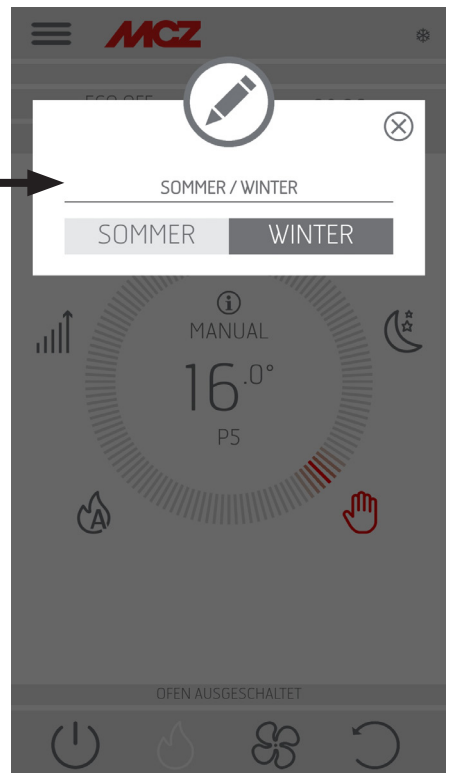 MCZ
SOMMER / WINTER
SOMMER WINTER
MANUAL
16.0°
P5
A
OFEN AUSGESCHALTET